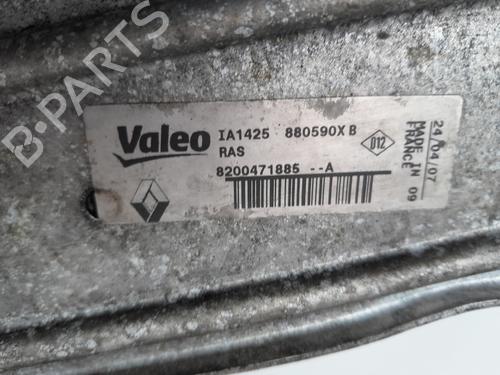 Valeo
IA1425 880590X B
RAS
8200471885 --A
D12
24/04/07
MADE IN
FRANCE 09
B-PARTS